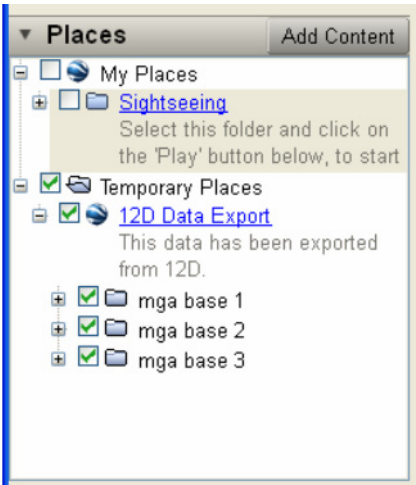 Places
Add Content
My Places
Sightseeing
Select this folder and click on
the 'Play' button below, to start
Temporary Places
12D Data Export
This data has been exported
from 12D.
mga base 1
mga base 2
mga base 3